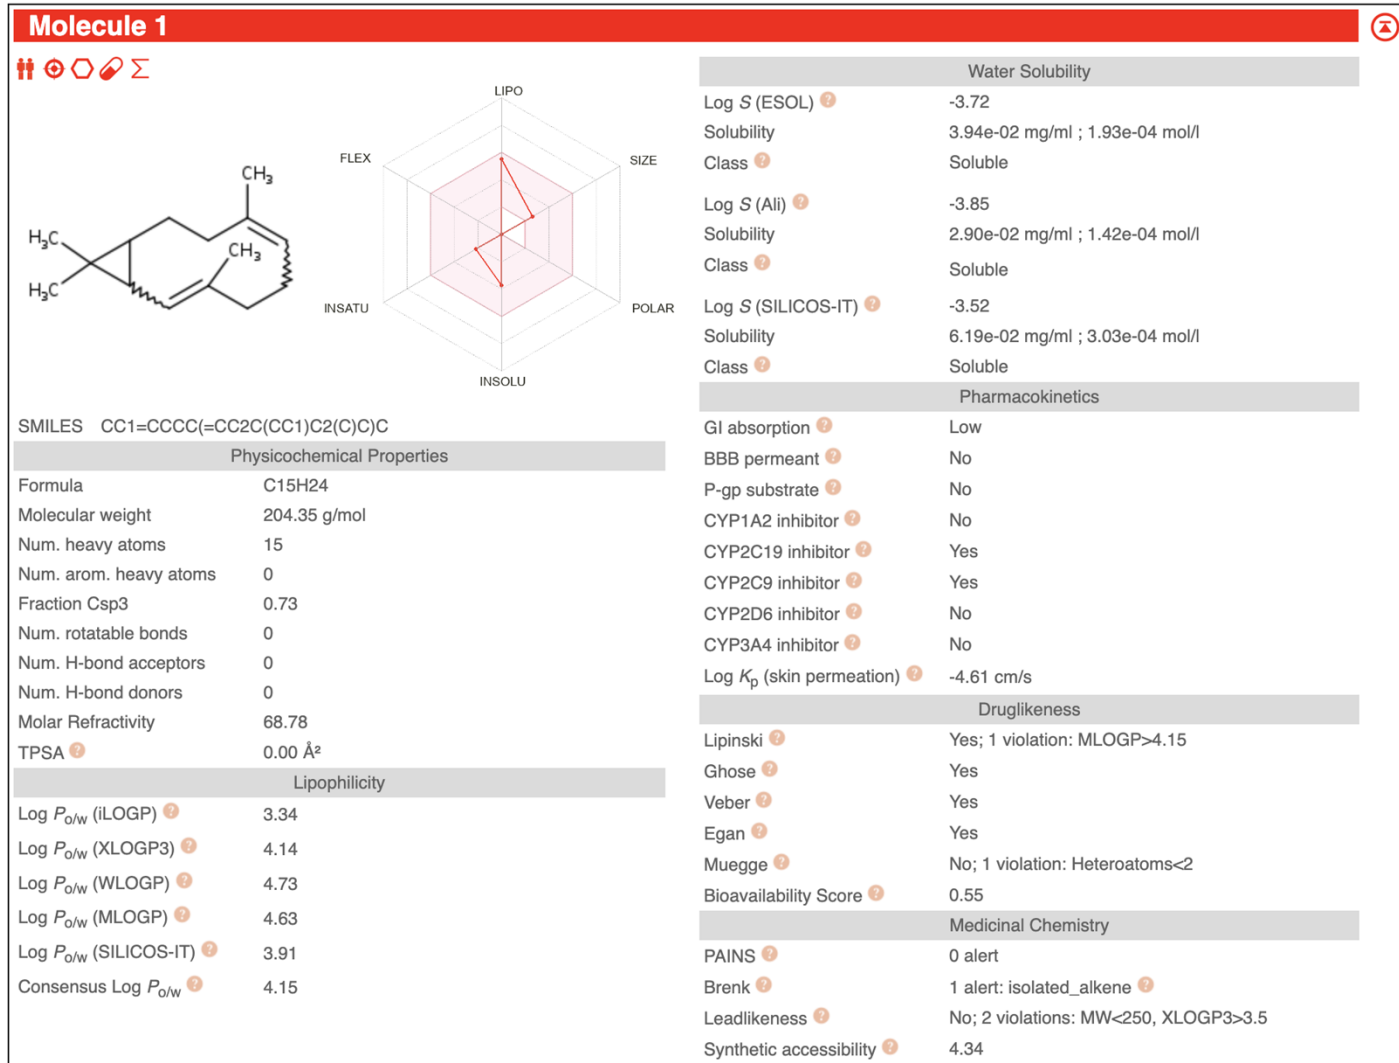 Molecule 1
LIPO
FLEX
SIZE
CH₃
H₃C
CH₃
H₃C
INSATU
POLAR
INSOLU
SMILES CC1=CCCC(=CC2C(CC1)C2(C)C)C
Physicochemical Properties
Formula C15H24
Molecular weight 204.35 g/mol
Num. heavy atoms 15
Num. arom. heavy atoms 0
Fraction Csp3 0.73
Num. rotatable bonds 0
Num. H-bond acceptors 0
Num. H-bond donors 0
Molar Refractivity 68.78
TPSA ? 0.00 Å²
Lipophilicity
Log Po/w (iLOGP) ? 3.34
Log Po/w (XLOGP3) ? 4.14
Log Po/w (WLOGP) ? 4.73
Log Po/w (MLOGP) ? 4.63
Log Po/w (SILICOS-IT) ? 3.91
Consensus Log Po/w ? 4.15
Water Solubility
Log S (ESOL) ? -3.72
Solubility 3.94e-02 mg/ml ; 1.93e-04 mol/l
Class ? Soluble
Log S (Ali) ? -3.85
Solubility 2.90e-02 mg/ml ; 1.42e-04 mol/l
Class ? Soluble
Log S (SILICOS-IT) ? -3.52
Solubility 6.19e-02 mg/ml ; 3.03e-04 mol/l
Class ? Soluble
Pharmacokinetics
GI absorption ? Low
BBB permeant ? No
P-gp substrate ? No
CYP1A2 inhibitor ? No
CYP2C19 inhibitor ? Yes
CYP2C9 inhibitor ? Yes
CYP2D6 inhibitor ? No
CYP3A4 inhibitor ? No
Log Kp (skin permeation) ? -4.61 cm/s
Druglikeness
Lipinski ? Yes; 1 violation: MLOGP>4.15
Ghose ? Yes
Veber ? Yes
Egan ? Yes
Muegge ? No; 1 violation: Heteroatoms<2
Bioavailability Score ? 0.55
Medicinal Chemistry
PAINS ? 0 alert
Brenk ? 1 alert: isolated_alkene ?
Leadlikeness ? No; 2 violations: MW<250, XLOGP3>3.5
Synthetic accessibility ? 4.34